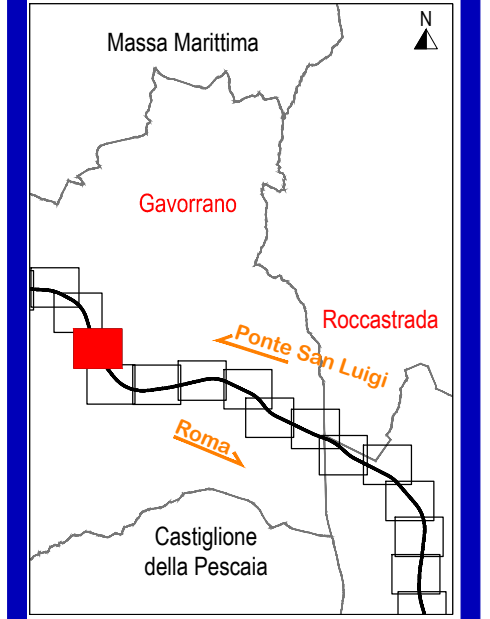 N
Massa Marittima
Gavorrano
Roccastrada
Ponte San Luigi
Roma
Castiglione
della Pescaia